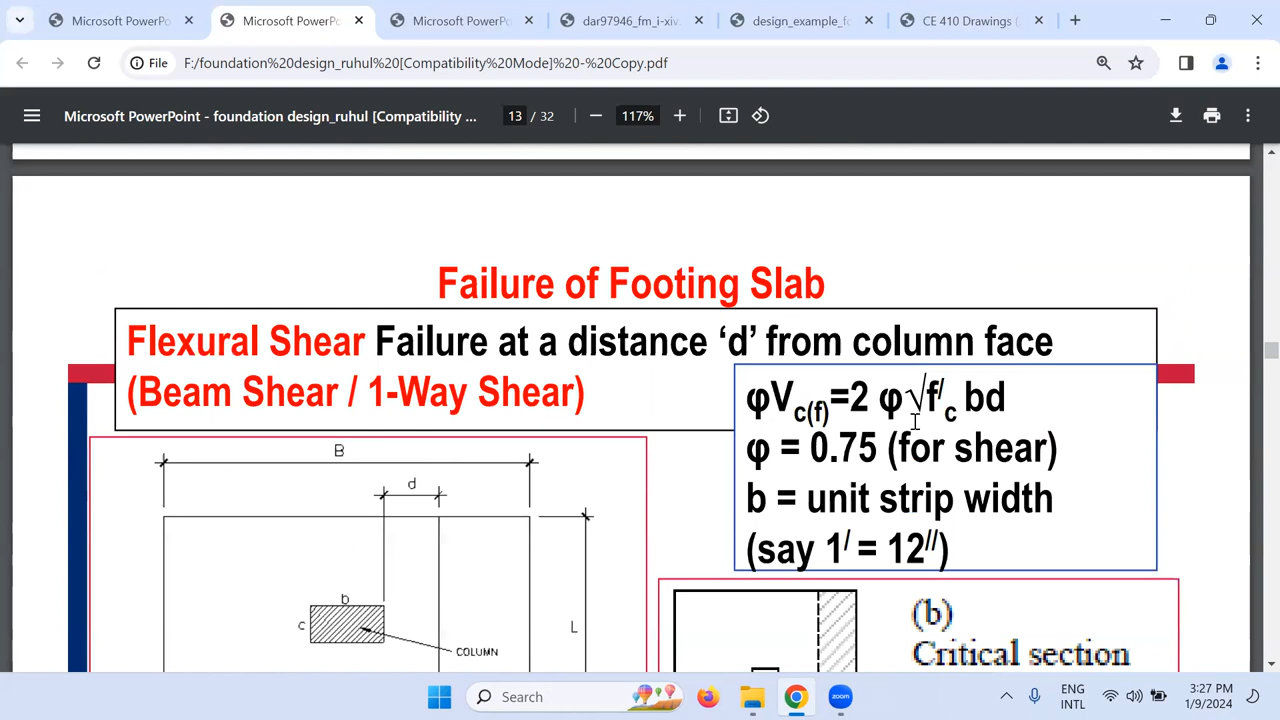 Microsoft PowerPo
Microsoft PowerPo
Microsoft PowerPo
dar97946_fm_i-xiv.
design_example_fo
CE 410 Drawings (
File
F:/foundation%20design_ruhul%20[Compatibility%20Mode]%20-%20Copy.pdf
Microsoft PowerPoint - foundation design_ruhul [Compatibility ...
13 / 32
117%
Failure of Footing Slab
Flexural Shear Failure at a distance ‘d’ from column face
(Beam Shear / 1-Way Shear)
φVc(f)=2 φ√f/c bd
φ = 0.75 (for shear)
b = unit strip width
(say 1/ = 12//)
B
d
b
c
L
COLUMN
(b)
Critical section
Search
zoom
ENG
INTL
3:27 PM
1/9/2024